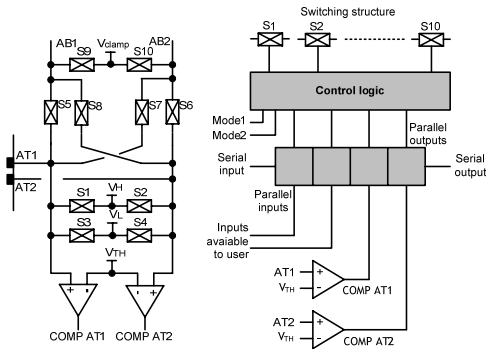 Switching structure
AB1 AB2
S9 Vclamp S10
S5 S8 S7 S6
AT1
AT2
S1 VH S2
S3 VL S4
VTH
+ - - +
COMP AT1 COMP AT2
S1 S2 S10
Control logic
Mode1
Mode2
Parallel
outputs
Serial
input
Serial
output
Parallel
inputs
Inputs
avaiable
to user
AT1 +
VTH -
COMP AT1
AT2 +
VTH -
COMP AT2